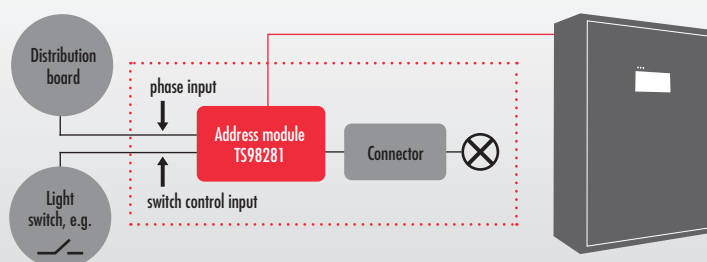 Distribution
board
phase input
Address module
TS98281
Connector
switch control input
Light
switch, e.g.